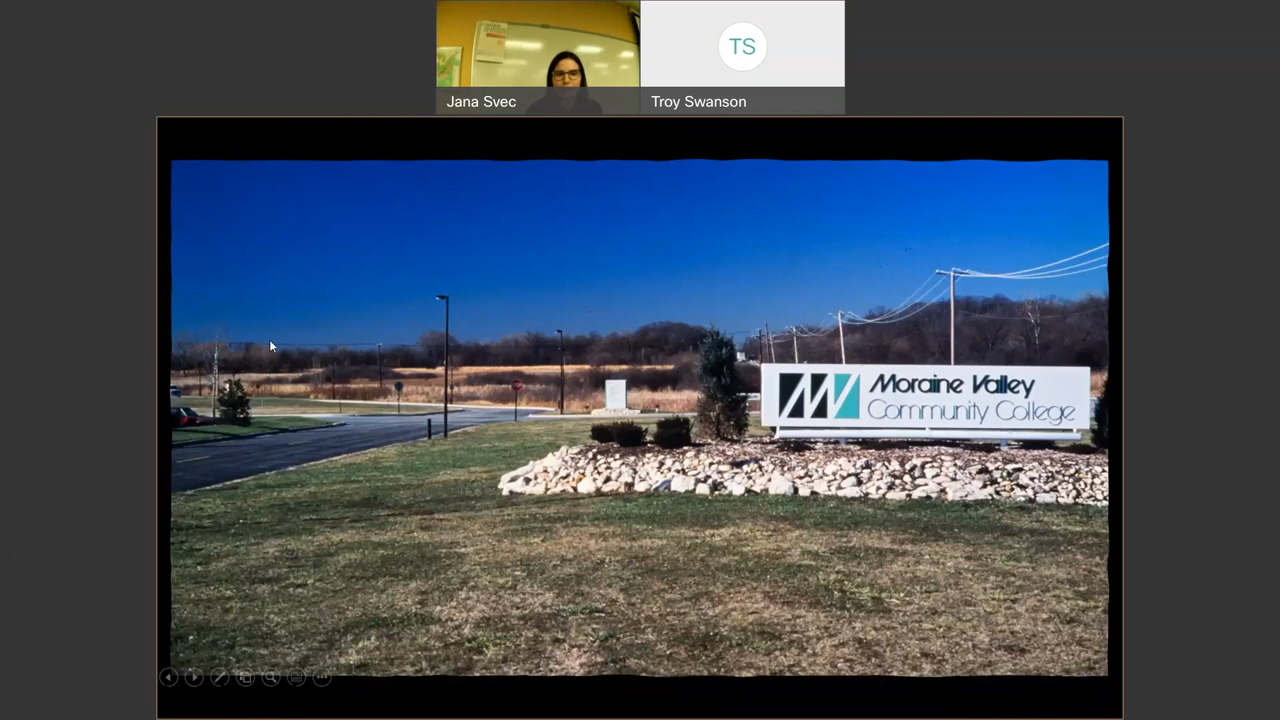 TS
Jana Svec
Troy Swanson
Moraine Valley
Community College